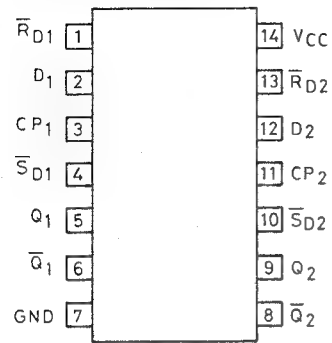 R̅D1 1 14 VCC
D1 2 13 R̅D2
CP1 3 12 D2
S̅D1 4 11 CP2
Q1 5 10 S̅D2
Q̅1 6 9 Q2
GND 7 8 Q̅2